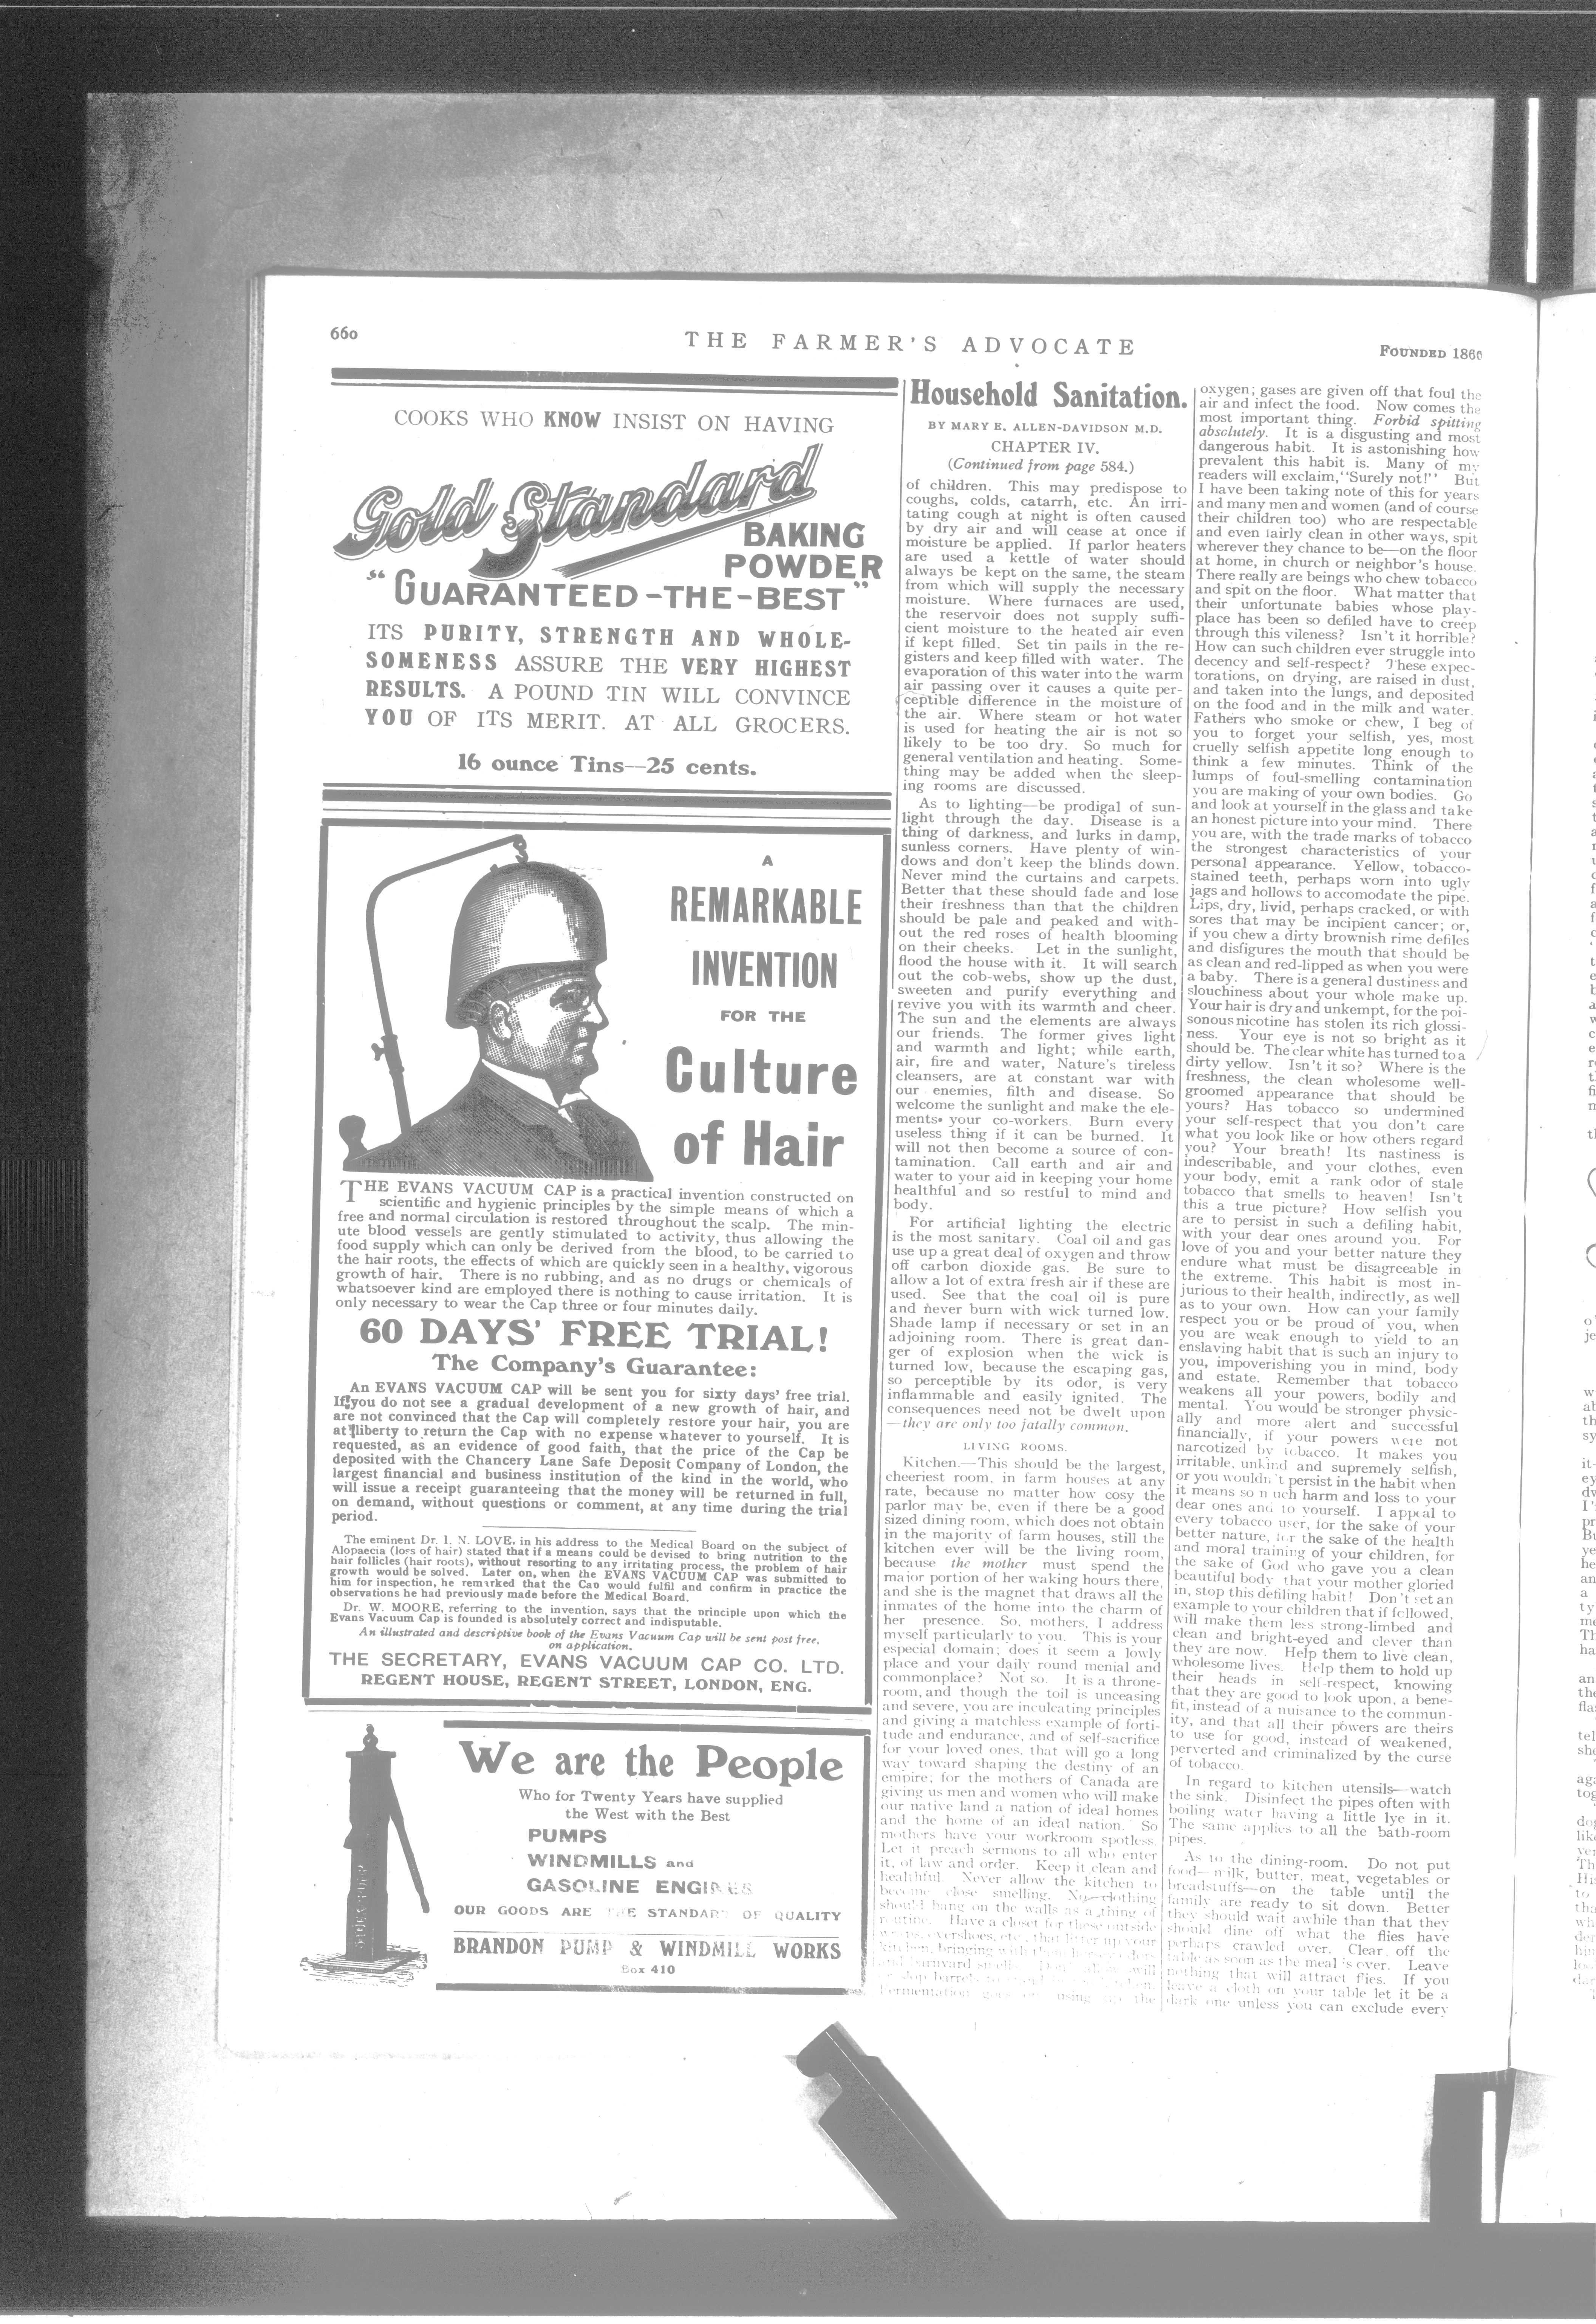 660
THE FARMER'S ADVOCATE
FOUNDED 1866
COOKS WHO KNOW INSIST ON HAVING
Gold Standard
BAKING
POWDER
"GUARANTEED-THE-BEST"
ITS PURITY, STRENGTH AND WHOLE-
SOMENESS ASSURE THE VERY HIGHEST
RESULTS. A POUND TIN WILL CONVINCE
YOU OF ITS MERIT. AT ALL GROCERS.
16 ounce Tins—25 cents.
A
REMARKABLE
INVENTION
FOR THE
Culture
of Hair
THE EVANS VACUUM CAP is a practical invention constructed on
scientific and hygienic principles by the simple means of which a
free and normal circulation is restored throughout the scalp. The min-
ute blood vessels are gently stimulated to activity, thus allowing the
food supply which can only be derived from the blood, to be carried to
the hair roots, the effects of which are quickly seen in a healthy, vigorous
growth of hair. There is no rubbing, and as no drugs or chemicals of
whatsoever kind are employed there is nothing to cause irritation. It is
only necessary to wear the Cap three or four minutes daily.
60 DAYS' FREE TRIAL!
The Company's Guarantee:
An EVANS VACUUM CAP will be sent you for sixty days' free trial.
If you do not see a gradual development of a new growth of hair, and
are not convinced that the Cap will completely restore your hair, you are
at liberty to return the Cap with no expense whatever to yourself. It is
requested, as an evidence of good faith, that the price of the Cap be
deposited with the Chancery Lane Safe Deposit Company of London, the
largest financial and business institution of the kind in the world, who
will issue a receipt guaranteeing that the money will be returned in full,
on demand, without questions or comment, at any time during the trial
period.
The eminent Dr. I. N. LOVE, in his address to the Medical Board on the subject of
Alopaecia (loss of hair) stated that if a means could be devised to bring nutrition to the
hair follicles (hair roots), without resorting to any irritating process, the problem of hair
growth would be solved. Later on, when the EVANS VACUUM CAP was submitted to
him for inspection, he remarked that the Cap would fulfil and confirm in practice the
observations he had previously made before the Medical Board.
Dr. W. MOORE, referring to the invention, says that the principle upon which the
Evans Vacuum Cap is founded is absolutely correct and indisputable.
An illustrated and descriptive book of the Evans Vacuum Cap will be sent post free,
on application.
THE SECRETARY, EVANS VACUUM CAP CO. LTD.
REGENT HOUSE, REGENT STREET, LONDON, ENG.
We are the People
Who for Twenty Years have supplied
the West with the Best
PUMPS
WINDMILLS and
GASOLINE ENGINES
OUR GOODS ARE THE STANDARD OF QUALITY
BRANDON PUMP & WINDMILL WORKS
Box 410
Household Sanitation.
BY MARY E. ALLEN-DAVIDSON M.D.
CHAPTER IV.
(Continued from page 584.)
of children. This may predispose to
coughs, colds, catarrh, etc. An irri-
tating cough at night is often caused
by dry air and will cease at once if
moisture be applied. If parlor heaters
are used a kettle of water should
always be kept on the same, the steam
from which will supply the necessary
moisture. Where furnaces are used,
the reservoir does not supply suffi-
cient moisture to the heated air even
if kept filled. Set tin pails in the re-
gisters and keep filled with water. The
evaporation of this water into the warm
air passing over it causes a quite per-
ceptible difference in the moisture of
the air. Where steam or hot water
is used for heating the air is not so
likely to be too dry. So much for
general ventilation and heating. Some-
thing may be added when the sleep-
ing rooms are discussed.
As to lighting—be prodigal of sun-
light through the day. Disease is a
thing of darkness, and lurks in damp,
sunless corners. Have plenty of win-
dows and don't keep the blinds down.
Never mind the curtains and carpets.
Better that these should fade and lose
their freshness than that the children
should be pale and peaked and with-
out the red roses of health blooming
on their cheeks. Let in the sunlight,
flood the house with it. It will search
out the cob-webs, show up the dust,
sweeten and purify everything and
revive you with its warmth and cheer.
The sun and the elements are always
our friends. The former gives light
and warmth and light; while earth,
air, fire and water, Nature's tireless
cleansers, are at constant war with
our enemies, filth and disease. So
welcome the sunlight and make the ele-
ments your co-workers. Burn every
useless thing if it can be burned. It
will not then become a source of con-
tamination. Call earth and air and
water to your aid in keeping your home
healthful and so restful to mind and
body.
For artificial lighting the electric
is the most sanitary. Coal oil and gas
use up a great deal of oxygen and throw
off carbon dioxide gas. Be sure to
allow a lot of extra fresh air if these are
used. See that the coal oil is pure
and never burn with wick turned low.
Shade lamp if necessary or set in an
adjoining room. There is great dan-
ger of explosion when the wick is
turned low, because the escaping gas,
so perceptible by its odor, is very
inflammable and easily ignited. The
consequences need not be dwelt upon
—they are only too fatally common.
LIVING ROOMS.
Kitchen.—This should be the largest,
cheeriest room, in farm houses at any
rate, because no matter how cosy the
parlor may be, even if there be a good
sized dining room, which does not obtain
in the majority of farm houses, still the
kitchen ever will be the living room,
because the mother must spend the
major portion of her waking hours there,
and she is the magnet that draws all the
inmates of the home into the charm of
her presence. So, mothers, I address
myself particularly to you. This is your
especial domain; does it seem a lowly
place and your daily round menial and
commonplace? Not so. It is a throne-
room, and though the toil is unceasing
and severe, you are inculcating principles
and giving a matchless example of forti-
tude and endurance, and of self-sacrifice
for your loved ones, that will go a long
way toward shaping the destiny of an
empire; for the mothers of Canada are
giving us men and women who will make
our native land a nation of ideal homes
and the home of an ideal nation. So
mothers have your workroom spotless.
Let it preach sermons to all who enter
it, of law and order. Keep it clean and
healthful. Never allow the kitchen to
become close smelling. No clothing
should hang on the walls as a thing of
routine. Have a closet for those outside
overshoes, etc., that litter up your
kitchen, bringing with them
and barnyard smells. will
slop barrels
Fermentation goes on using up the
oxygen; gases are given off that foul the
air and infect the food. Now comes the
most important thing. Forbid spitting
absolutely. It is a disgusting and most
dangerous habit. It is astonishing how
prevalent this habit is. Many of my
readers will exclaim, "Surely not!" But
I have been taking note of this for years
and many men and women (and of course
their children too) who are respectable
and even fairly clean in other ways, spit
wherever they chance to be—on the floor
at home, in church or neighbor's house.
There really are beings who chew tobacco
and spit on the floor. What matter that
their unfortunate babies whose play-
place has been so defiled have to creep
through this vileness? Isn't it horrible?
How can such children ever struggle into
decency and self-respect? These expec-
torations, on drying, are raised in dust,
and taken into the lungs, and deposited
on the food and in the milk and water.
Fathers who smoke or chew, I beg of
you to forget your selfish, yes, most
cruelly selfish appetite long enough to
think a few minutes. Think of the
lumps of foul-smelling contamination
you are making of your own bodies. Go
and look at yourself in the glass and take
an honest picture into your mind. There
you are, with the trade marks of tobacco
the strongest characteristics of your
personal appearance. Yellow, tobacco-
stained teeth, perhaps worn into ugly
jags and hollows to accomodate the pipe.
Lips, dry, livid, perhaps cracked, or with
sores that may be incipient cancer; or,
if you chew a dirty brownish rime defiles
and disfigures the mouth that should be
as clean and red-lipped as when you were
a baby. There is a general dustiness and
slouchiness about your whole make up.
Your hair is dry and unkempt, for the poi-
sonous nicotine has stolen its rich glossi-
ness. Your eye is not so bright as it
should be. The clear white has turned to a
dirty yellow. Isn't it so? Where is the
freshness, the clean wholesome well-
groomed appearance that should be
yours? Has tobacco so undermined
your self-respect that you don't care
what you look like or how others regard
you? Your breath! Its nastiness is
indescribable, and your clothes, even
your body, emit a rank odor of stale
tobacco that smells to heaven! Isn't
this a true picture? How selfish you
are to persist in such a defiling habit,
with your dear ones around you. For
love of you and your better nature they
endure what must be disagreeable in
the extreme. This habit is most in-
jurious to their health, indirectly, as well
as to your own. How can your family
respect you or be proud of you, when
you are weak enough to yield to an
enslaving habit that is such an injury to
you, impoverishing you in mind, body
and estate. Remember that tobacco
weakens all your powers, bodily and
mental. You would be stronger physic-
ally and more alert and successful
financially, if your powers were not
narcotized by tobacco. It makes you
irritable, unkind and supremely selfish,
or you wouldn't persist in the habit when
it means so much harm and loss to your
dear ones and to yourself. I appeal to
every tobacco user, for the sake of your
better nature, for the sake of the health
and moral training of your children, for
the sake of God who gave you a clean
beautiful body that your mother gloried
in, stop this defiling habit! Don't set an
example to your children that if followed,
will make them less strong-limbed and
clean and bright-eyed and clever than
they are now. Help them to live clean,
wholesome lives. Help them to hold up
their heads in self-respect, knowing
that they are good to look upon, a bene-
fit, instead of a nuisance to the commun-
ity, and that all their powers are theirs
to use for good, instead of weakened,
perverted and criminalized by the curse
of tobacco.
In regard to kitchen utensils—watch
the sink. Disinfect the pipes often with
boiling water having a little lye in it.
The same applies to all the bath-room
pipes.
As to the dining-room. Do not put
food—milk, butter, meat, vegetables or
breadstuffs—on the table until the
family are ready to sit down. Better
they should wait awhile than that they
should dine off what the flies have
perhaps crawled over. Clear off the
table as soon as the meal is over. Leave
nothing that will attract flies. If you
leave a cloth on your table let it be a
dark one unless you can exclude every